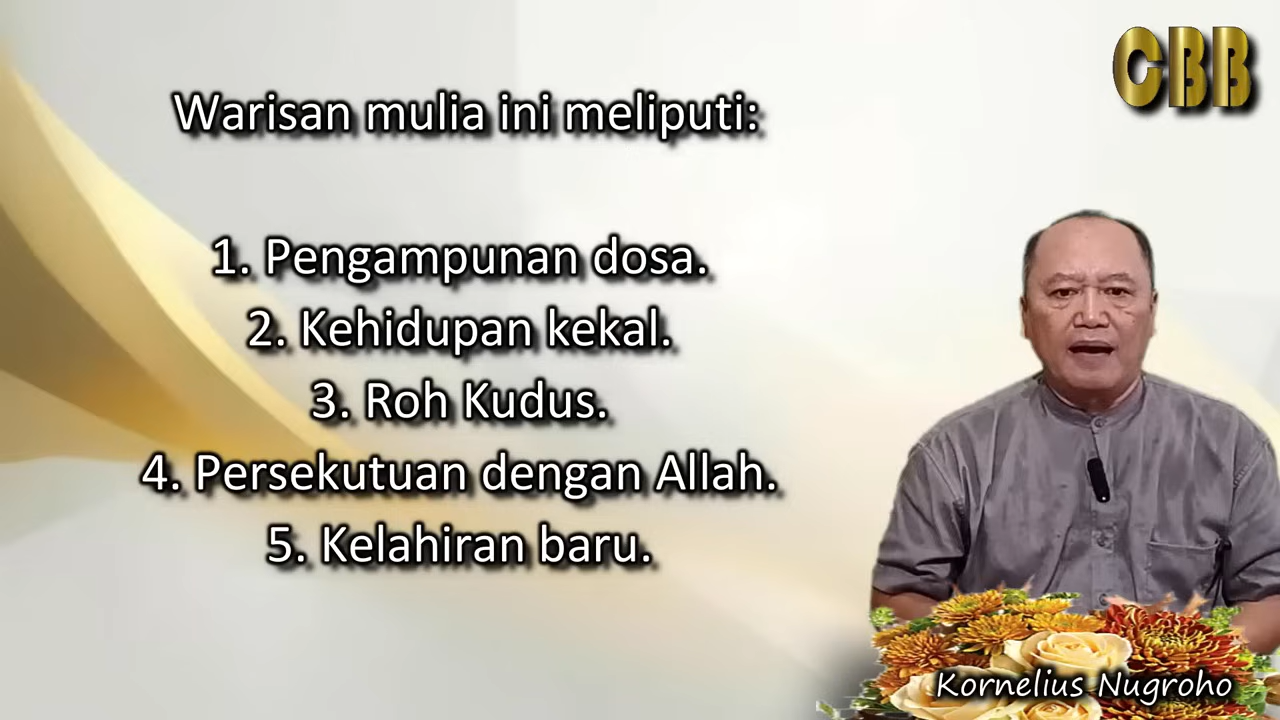 CBB
Warisan mulia ini meliputi:
1. Pengampunan dosa.
2. Kehidupan kekal.
3. Roh Kudus.
4. Persekutuan dengan Allah.
5. Kelahiran baru.
Kornelius Nugroho